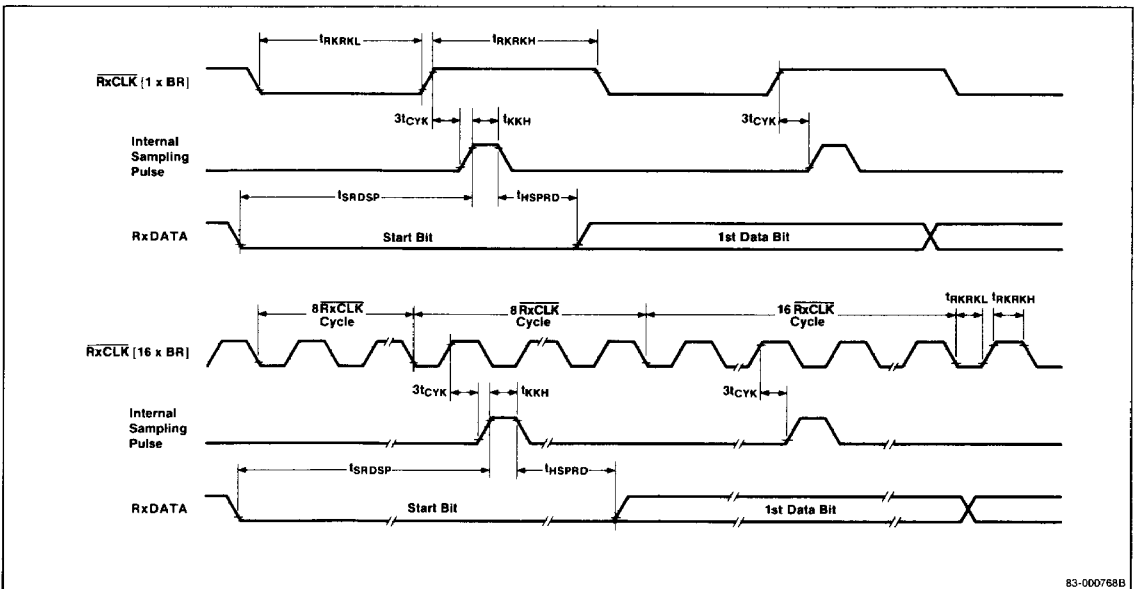 tRKRKL
tRKRKH
RxCLK [1 x BR]
3tCYK
tKKH
3tCYK
Internal
Sampling
Pulse
tSRDSP
tHSPRD
RxDATA
Start Bit
1st Data Bit
8 RxCLK
Cycle
8 RxCLK
Cycle
16 RxCLK
Cycle
tRKRKL
tRKRKH
RxCLK [16 x BR]
3tCYK
tKKH
3tCYK
Internal
Sampling
Pulse
tSRDSP
tHSPRD
RxDATA
Start Bit
1st Data Bit
83-000768B